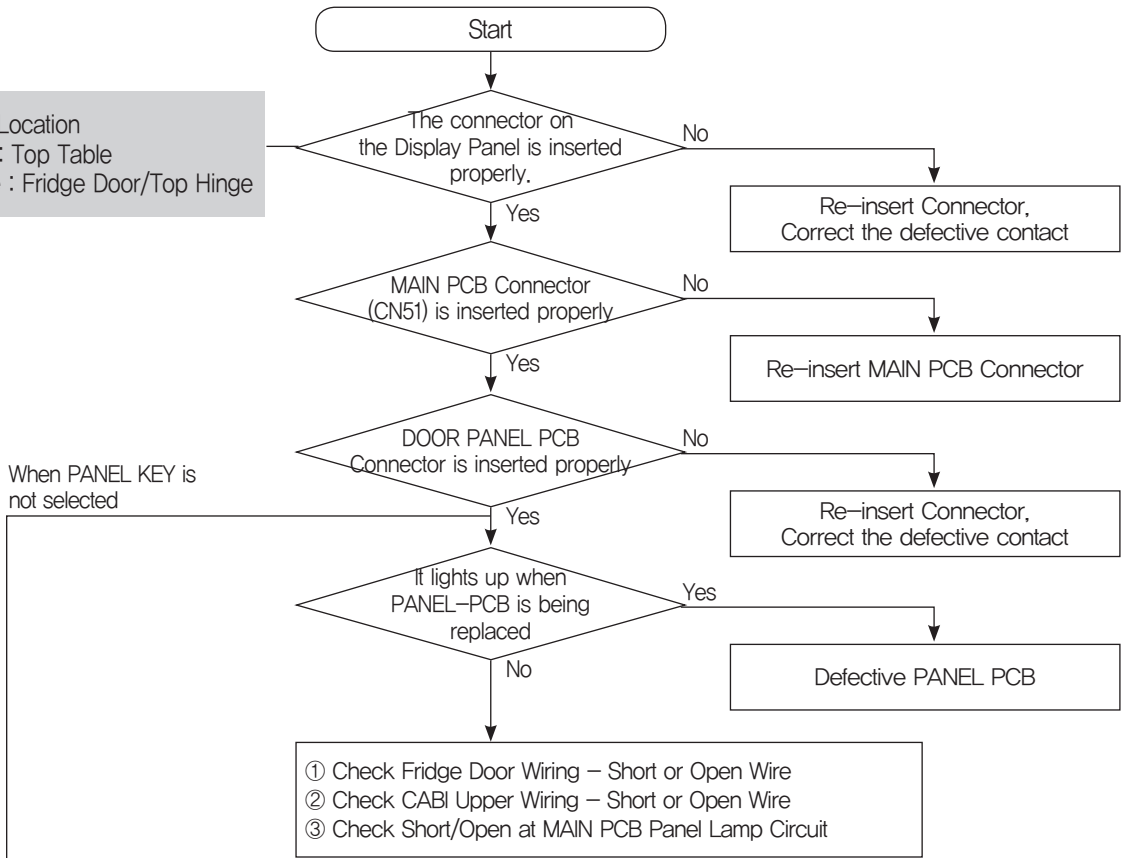 Start
Location
: Top Table
: Fridge Door/Top Hinge
The connector on
the Display Panel is inserted
properly.
No
Yes
Re-insert Connector,
Correct the defective contact
MAIN PCB Connector
(CN51) is inserted properly
No
Yes
Re-insert MAIN PCB Connector
DOOR PANEL PCB
Connector is inserted properly
No
When PANEL KEY is
not selected
Yes
Re-insert Connector,
Correct the defective contact
It lights up when
PANEL-PCB is being
replaced
Yes
No
Defective PANEL PCB
① Check Fridge Door Wiring – Short or Open Wire
② Check CABI Upper Wiring – Short or Open Wire
③ Check Short/Open at MAIN PCB Panel Lamp Circuit